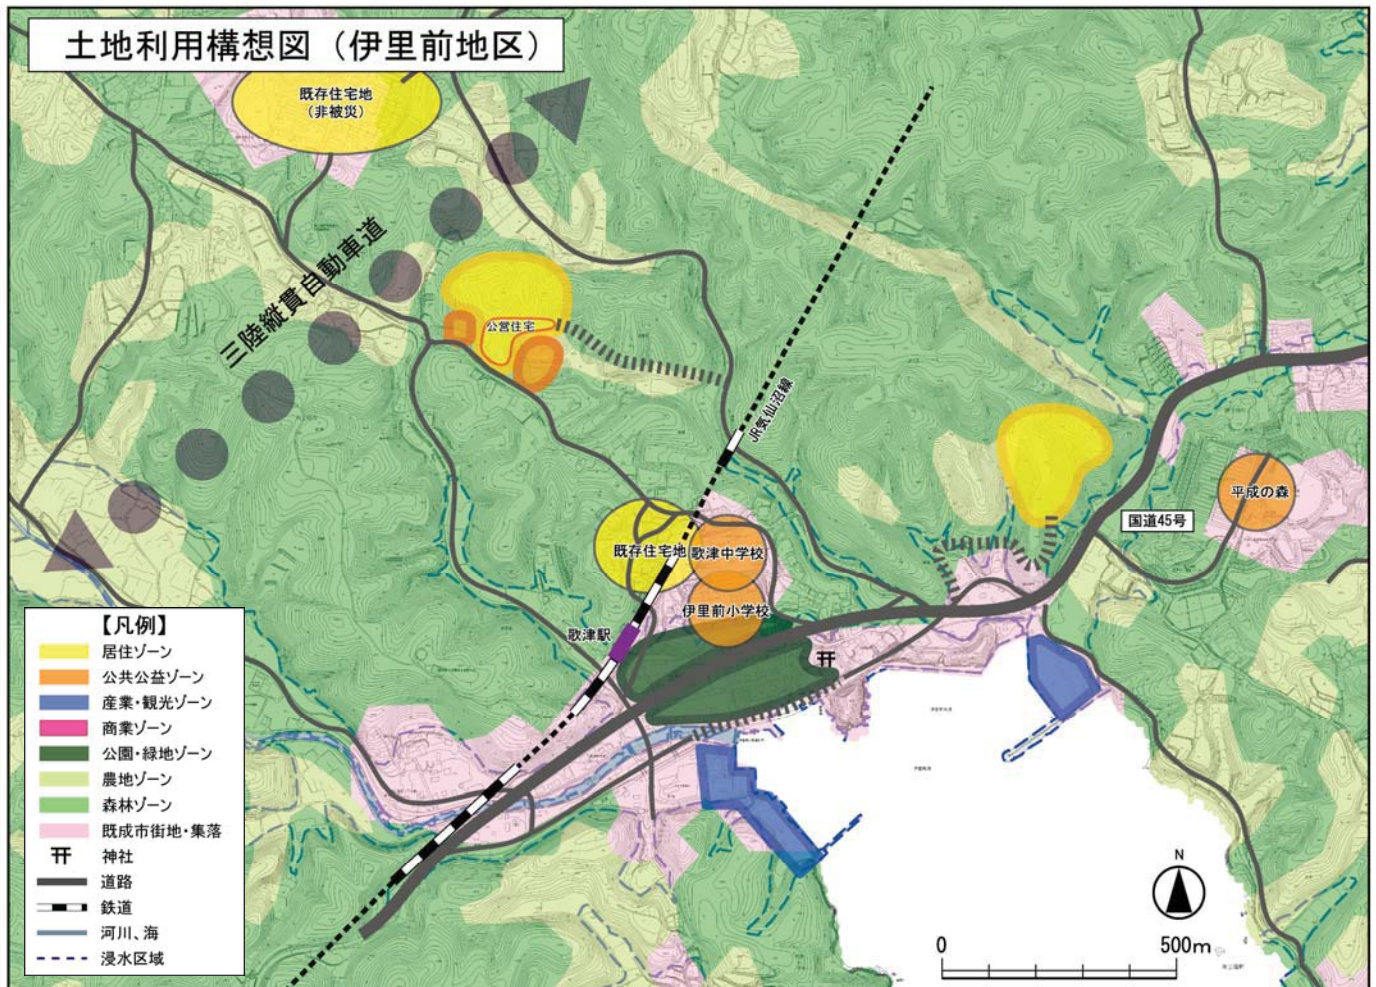 土地利用構想図（伊里前地区）
既存住宅地
（非被災）
三陸縦貫自動車道
公営住宅
JR気仙沼線
国道45号
平成の森
既存住宅地
歌津中学校
伊里前小学校
歌津駅
【凡例】
居住ゾーン
公共公益ゾーン
産業・観光ゾーン
商業ゾーン
公園・緑地ゾーン
農地ゾーン
森林ゾーン
既成市街地・集落
神社
道路
鉄道
河川、海
浸水区域
N
0 500m